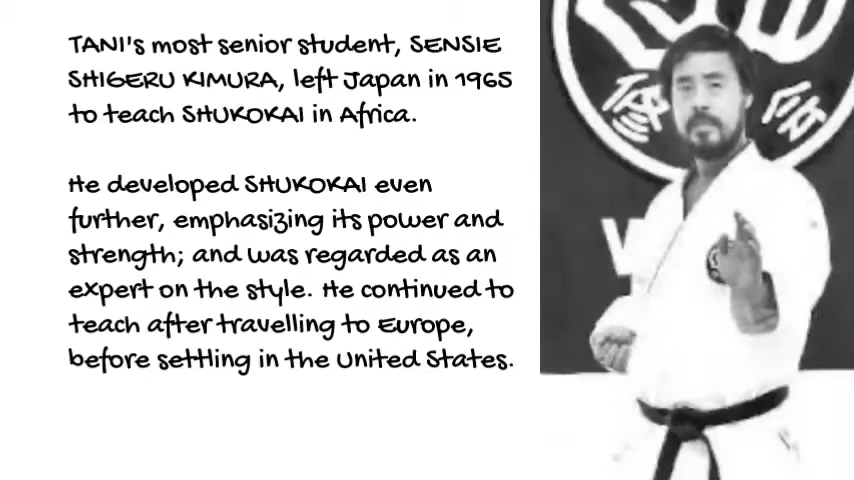 TANI's most senior student, SENSIE
SHIGERU KIMURA, left Japan in 1965
to teach SHUKOKAI in Africa.
He developed SHUKOKAI even
further, emphasizing its power and
strength; and was regarded as an
expert on the style. He continued to
teach after travelling to Europe,
before settling in the United States.